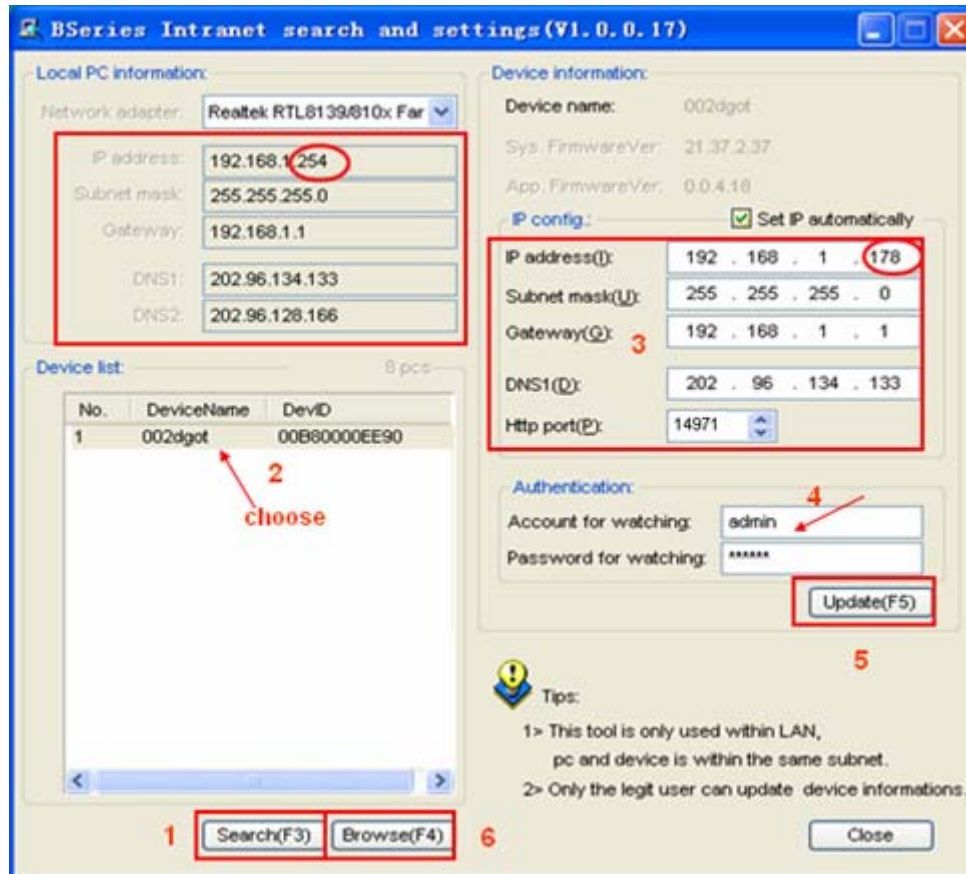 BSeries Intranet search and settings(V1.0.0.17)
Local PC information:
Network adapter: Realtek RTL8139/810x Far
IP address: 192.168.1.254
Subnet mask: 255.255.255.0
Gateway: 192.168.1.1
DNS1: 202.96.134.133
DNS2: 202.96.128.166
Device list: 8 pcs
No. DeviceName DevID
1 002dgot 00B80000EE90
2
choose
1 Search(F3) Browse(F4) 6
Device information:
Device name: 002dgot
Sys. FirmwareVer: 21.37.2.37
App. FirmwareVer: 0.0.4.18
IP config.: Set IP automatically
IP address(I): 192 . 168 . 1 . 178
Subnet mask(U): 255 . 255 . 255 . 0
Gateway(G): 192 . 168 . 1 . 1
3
DNS1(D): 202 . 96 . 134 . 133
Http port(P): 14971
Authentication:
4
Account for watching: admin
Password for watching: ******
Update(F5)
5
Tips:
1> This tool is only used within LAN,
pc and device is within the same subnet.
2> Only the legit user can update device informations.
Close